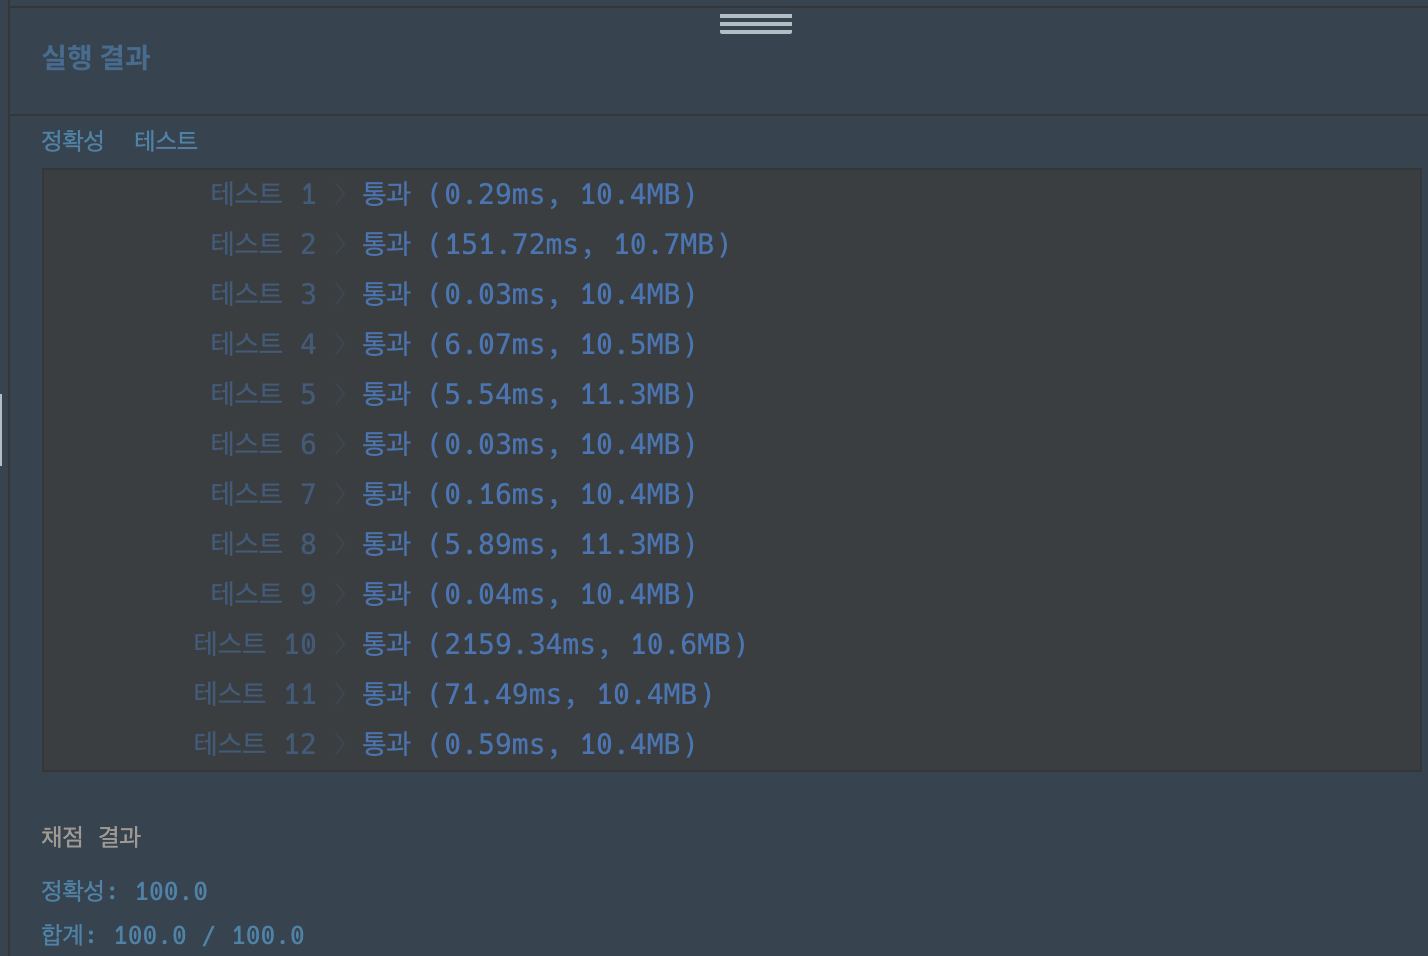 실행 결과
정확성 테스트
테스트 1 〉 통과 (0.29ms, 10.4MB)
테스트 2 〉 통과 (151.72ms, 10.7MB)
테스트 3 〉 통과 (0.03ms, 10.4MB)
테스트 4 〉 통과 (6.07ms, 10.5MB)
테스트 5 〉 통과 (5.54ms, 11.3MB)
테스트 6 〉 통과 (0.03ms, 10.4MB)
테스트 7 〉 통과 (0.16ms, 10.4MB)
테스트 8 〉 통과 (5.89ms, 11.3MB)
테스트 9 〉 통과 (0.04ms, 10.4MB)
테스트 10 〉 통과 (2159.34ms, 10.6MB)
테스트 11 〉 통과 (71.49ms, 10.4MB)
테스트 12 〉 통과 (0.59ms, 10.4MB)
채점 결과
정확성: 100.0
합계: 100.0 / 100.0